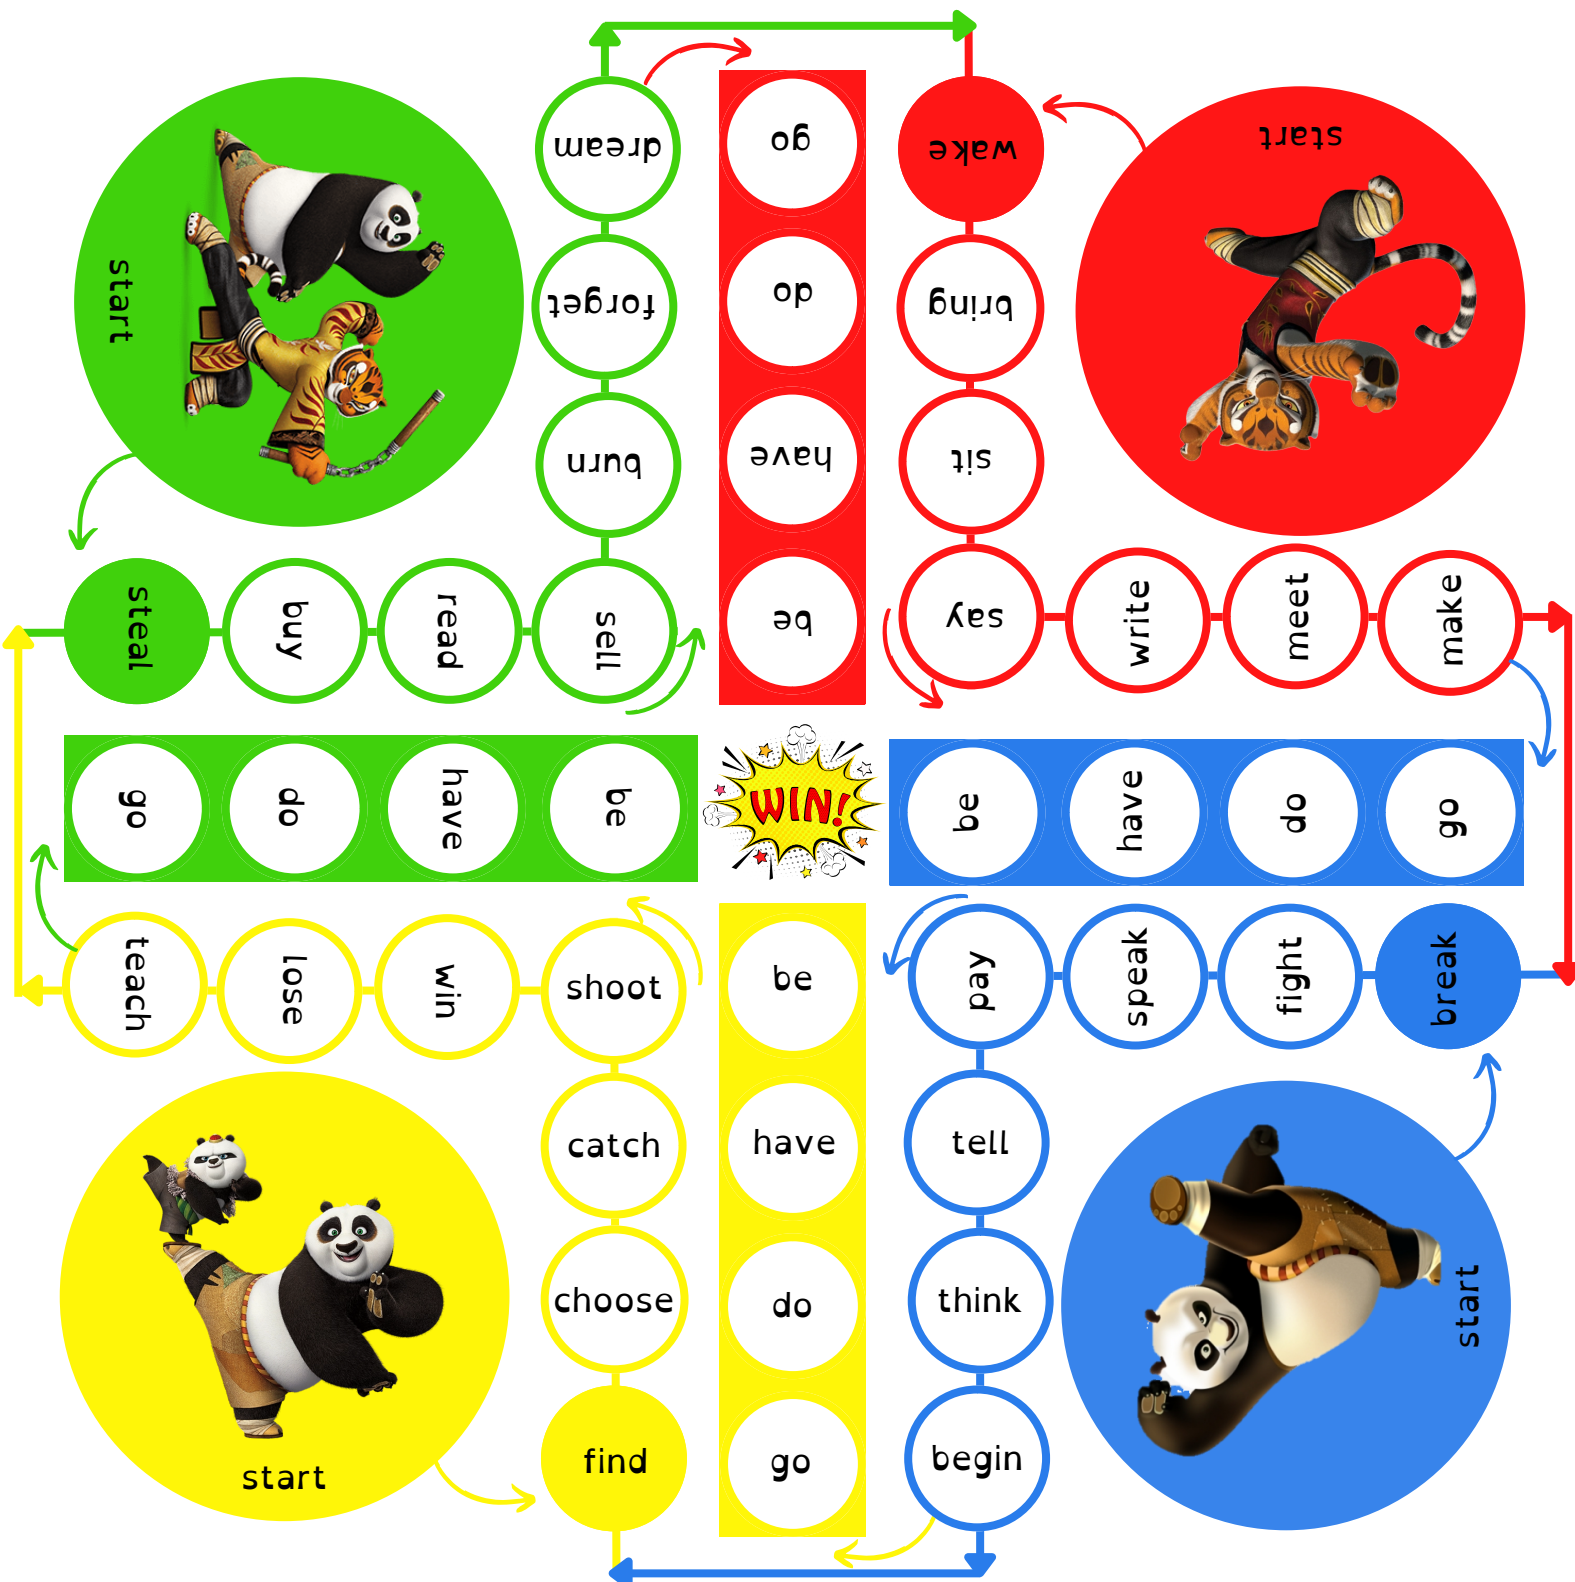 start
steal
buy
read
sell
burn
forget
dream
go
do
have
be
start
wake
bring
sit
say
write
meet
make
go
do
have
be
WIN!
be
have
do
go
teach
lose
win
shoot
catch
choose
find
start
be
have
do
go
pay
speak
fight
break
tell
think
begin
start